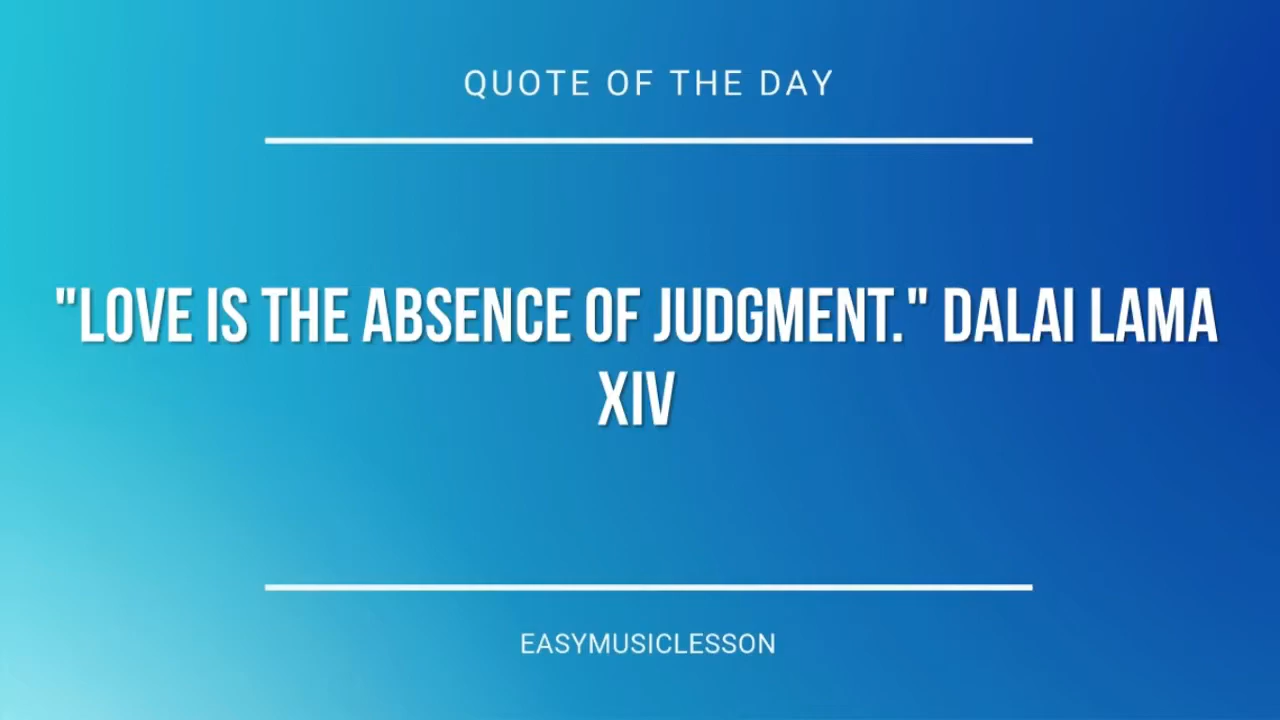 QUOTE OF THE DAY
"LOVE IS THE ABSENCE OF JUDGMENT." DALAI LAMA
XIV
EASYMUSICLESSON